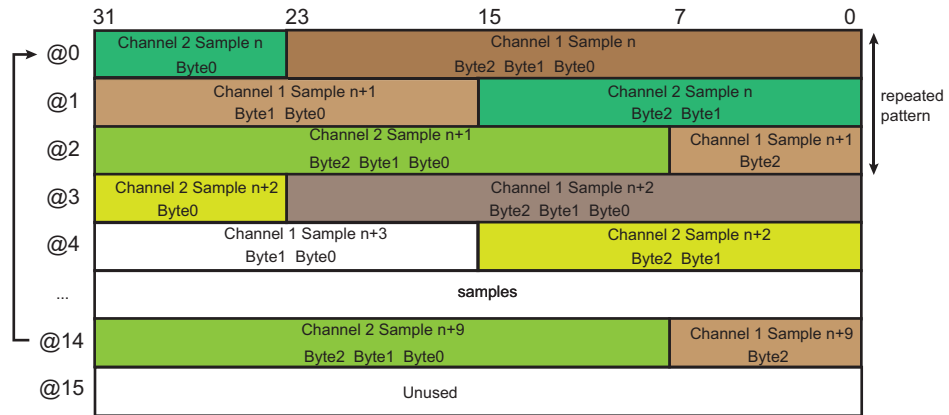 31 23 15 7 0
@0 Channel 2 Sample n Channel 1 Sample n
Byte0 Byte2 Byte1 Byte0
@1 Channel 1 Sample n+1 Channel 2 Sample n
Byte1 Byte0 Byte2 Byte1
repeated
pattern
@2 Channel 2 Sample n+1 Channel 1 Sample n+1
Byte2 Byte1 Byte0 Byte2
@3 Channel 2 Sample n+2 Channel 1 Sample n+2
Byte0 Byte2 Byte1 Byte0
@4 Channel 1 Sample n+3 Channel 2 Sample n+2
Byte1 Byte0 Byte2 Byte1
... samples
@14 Channel 2 Sample n+9 Channel 1 Sample n+9
Byte2 Byte1 Byte0 Byte2
@15 Unused